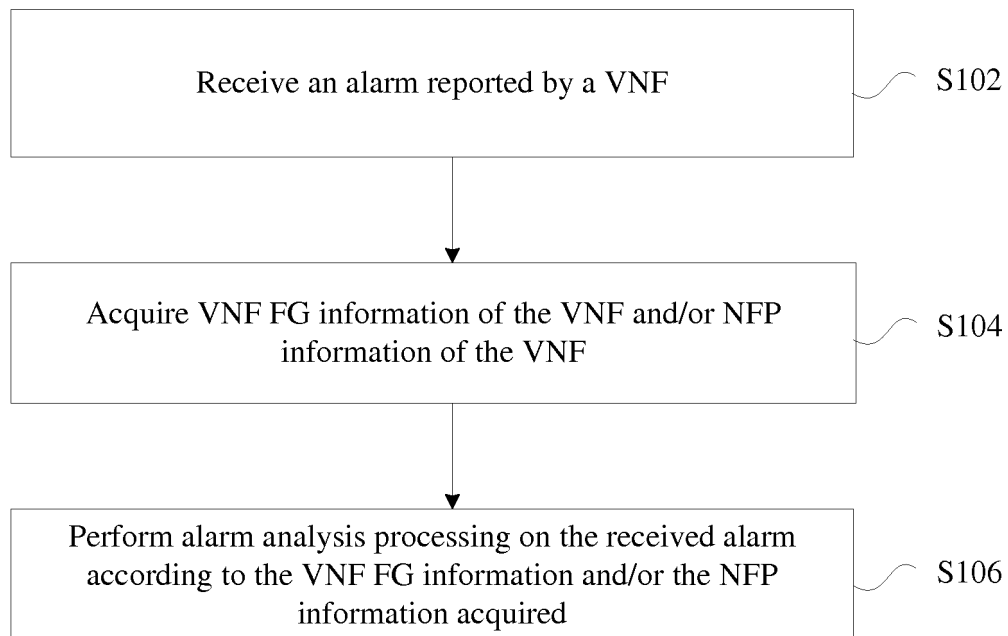 Receive an alarm reported by a VNF
S102
Acquire VNF FG information of the VNF and/or NFP
information of the VNF
S104
Perform alarm analysis processing on the received alarm
according to the VNF FG information and/or the NFP
information acquired
S106